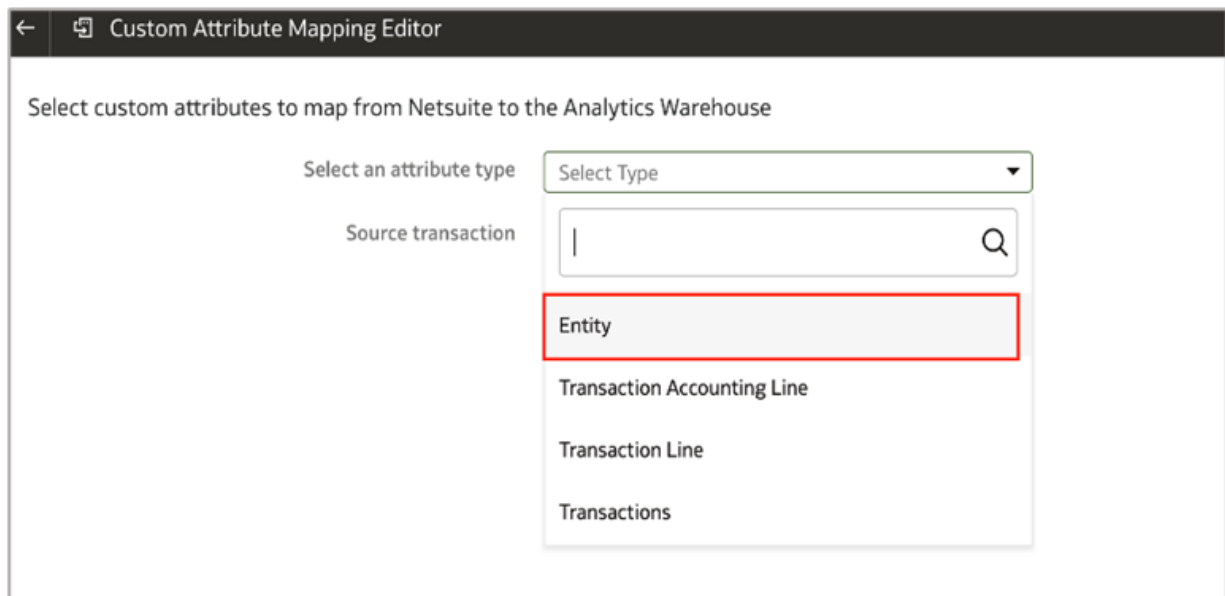 Custom Attribute Mapping Editor
Select custom attributes to map from Netsuite to the Analytics Warehouse
Select an attribute type
Select Type
Source transaction
Entity
Transaction Accounting Line
Transaction Line
Transactions